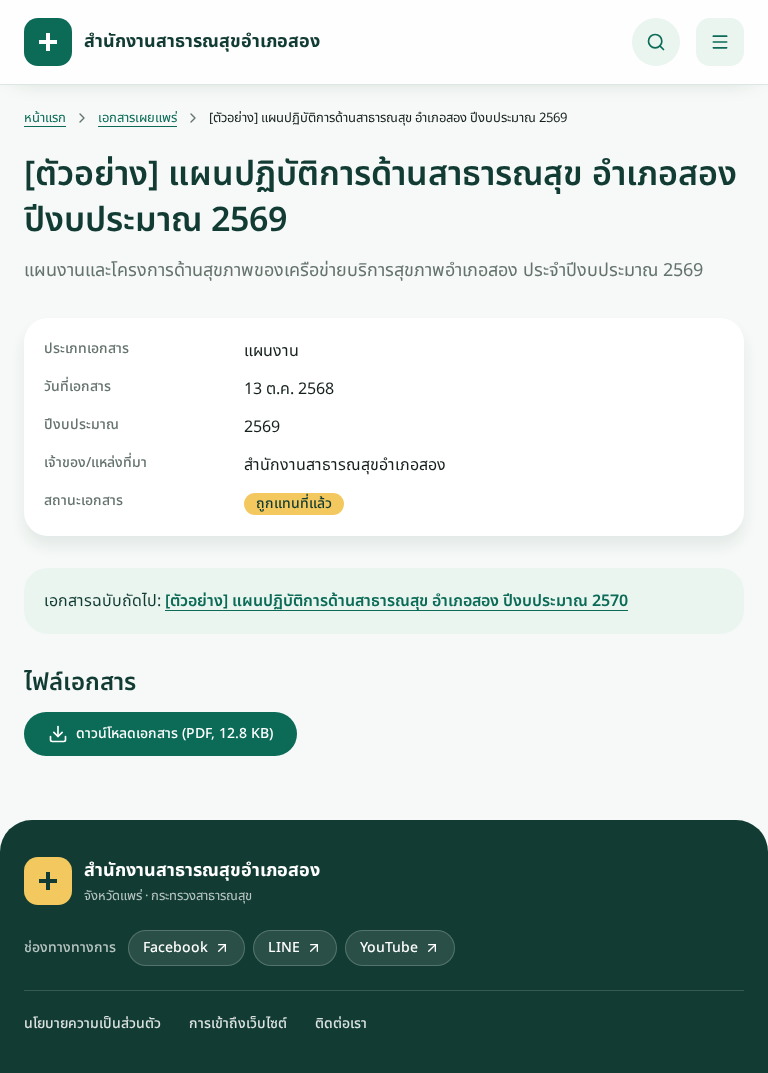 สำนักงานสาธารณสุขอำเภอสอง
หน้าแรก
เอกสารเผยแพร่
[ตัวอย่าง] แผนปฏิบัติการด้านสาธารณสุข อำเภอสอง ปีงบประมาณ 2569
[ตัวอย่าง] แผนปฏิบัติการด้านสาธารณสุข อำเภอสอง
ปีงบประมาณ 2569
แผนงานและโครงการด้านสุขภาพของเครือข่ายบริการสุขภาพอำเภอสอง ประจำปีงบประมาณ 2569
ประเภทเอกสาร แผนงาน
วันที่เอกสาร 13 ต.ค. 2568
ปีงบประมาณ 2569
เจ้าของ/แหล่งที่มา สำนักงานสาธารณสุขอำเภอสอง
สถานะเอกสาร ถูกแทนที่แล้ว
เอกสารฉบับถัดไป: [ตัวอย่าง] แผนปฏิบัติการด้านสาธารณสุข อำเภอสอง ปีงบประมาณ 2570
ไฟล์เอกสาร
ดาวน์โหลดเอกสาร (PDF, 12.8 KB)
สำนักงานสาธารณสุขอำเภอสอง
จังหวัดแพร่ · กระทรวงสาธารณสุข
ช่องทางทางการ Facebook LINE YouTube
นโยบายความเป็นส่วนตัว การเข้าถึงเว็บไซต์ ติดต่อเรา